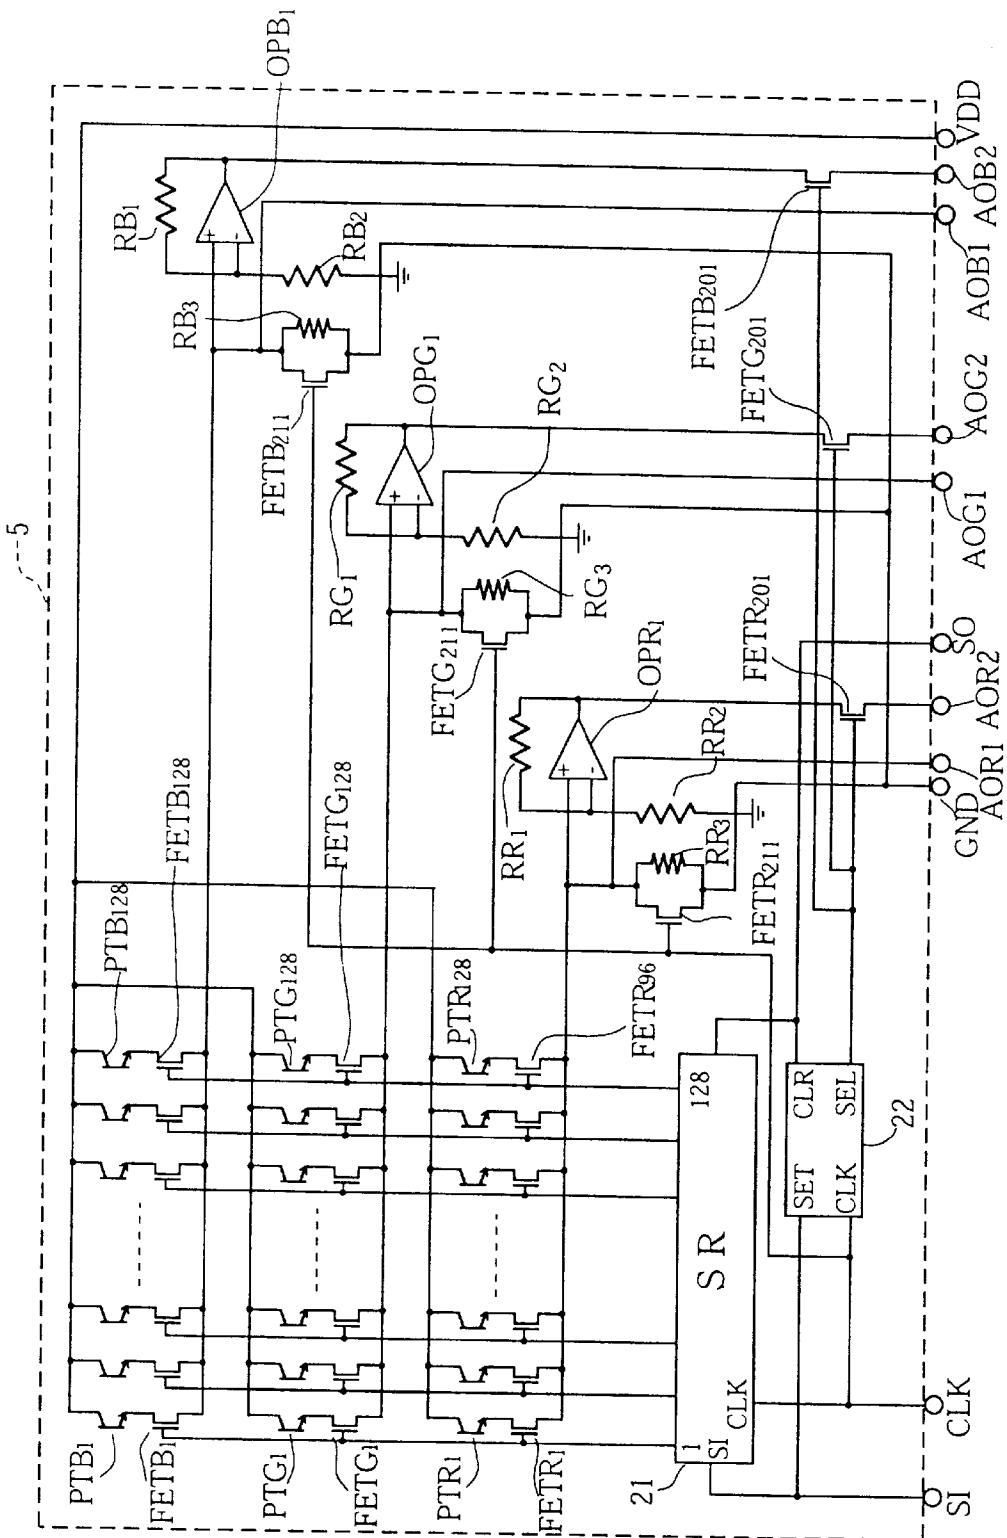 5
OPB1
RB1
+
-
RB2
RB3
FETB211
OPG1
RG2
RG1
+
-
RG3
FETG211
OPR1
RR2
RR1
+
-
RR3
FETR211
FETB201
FETG201
FETR201
PTB128
FETB128
PTG128
FETG128
PTR128
FETR96
PTB1
FETB1
PTG1
FETG1
PTR1
FETR1
21
1
128
SI
CLK
SR
SET
CLR
CLK
SEL
22
SI
CLK
GND
AOR1
AOR2
SO
AOG1
AOG2
AOB1
AOB2
VDD